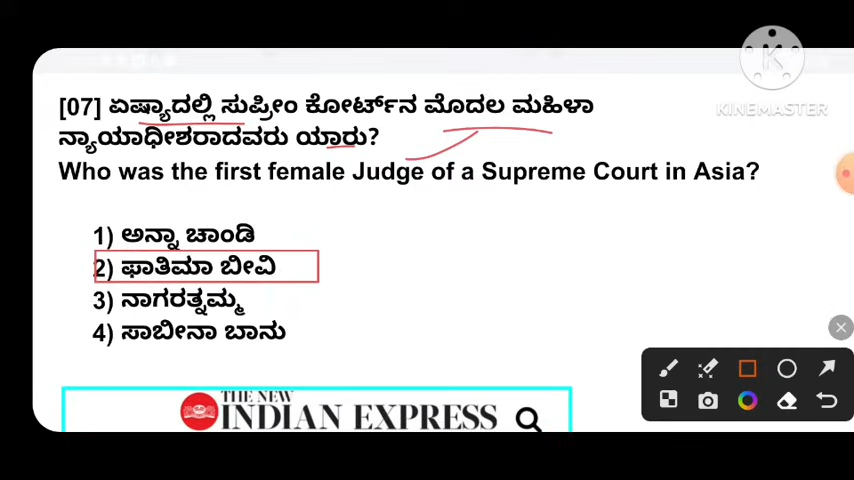 KINEMASTER
[07] ಏಷ್ಯಾದಲ್ಲಿ ಸುಪ್ರೀಂ ಕೋರ್ಟ್‌ನ ಮೊದಲ ಮಹಿಳಾ
ನ್ಯಾಯಾಧೀಶರಾದವರು ಯಾರು?
Who was the first female Judge of a Supreme Court in Asia?
1) ಅನ್ನಾ ಚಾಂಡಿ
2) ಫಾತಿಮಾ ಬೀವಿ
3) ನಾಗರತ್ನಮ್ಮ
4) ಸಾಬೀನಾ ಬಾನು
THE NEW
INDIAN EXPRESS